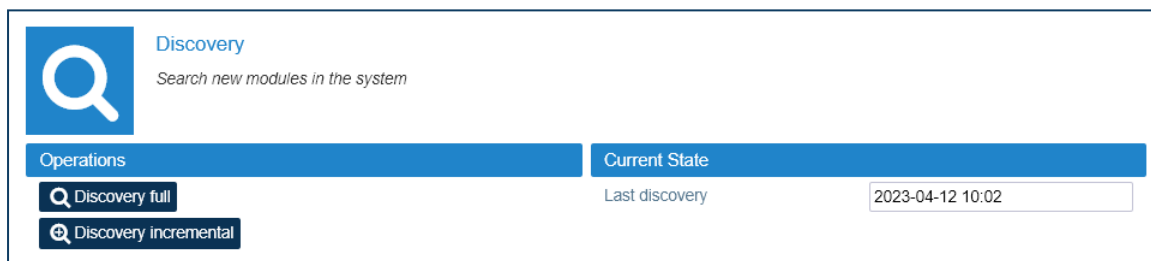 Discovery
Search new modules in the system
Operations
Discovery full
Discovery incremental
Current State
Last discovery
2023-04-12 10:02